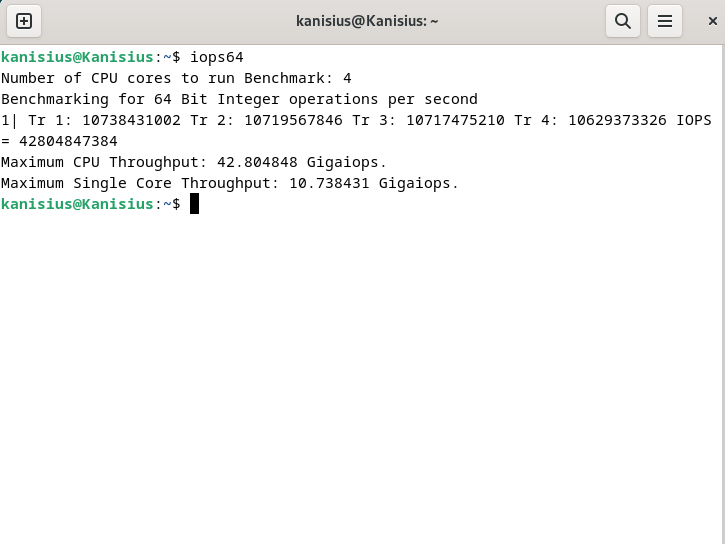 kanisius@Kanisius: ~
kanisius@Kanisius:~$ iops64
Number of CPU cores to run Benchmark: 4
Benchmarking for 64 Bit Integer operations per second
1| Tr 1: 10738431002 Tr 2: 10719567846 Tr 3: 10717475210 Tr 4: 10629373326 IOPS
= 42804847384
Maximum CPU Throughput: 42.804848 Gigaiops.
Maximum Single Core Throughput: 10.738431 Gigaiops.
kanisius@Kanisius:~$